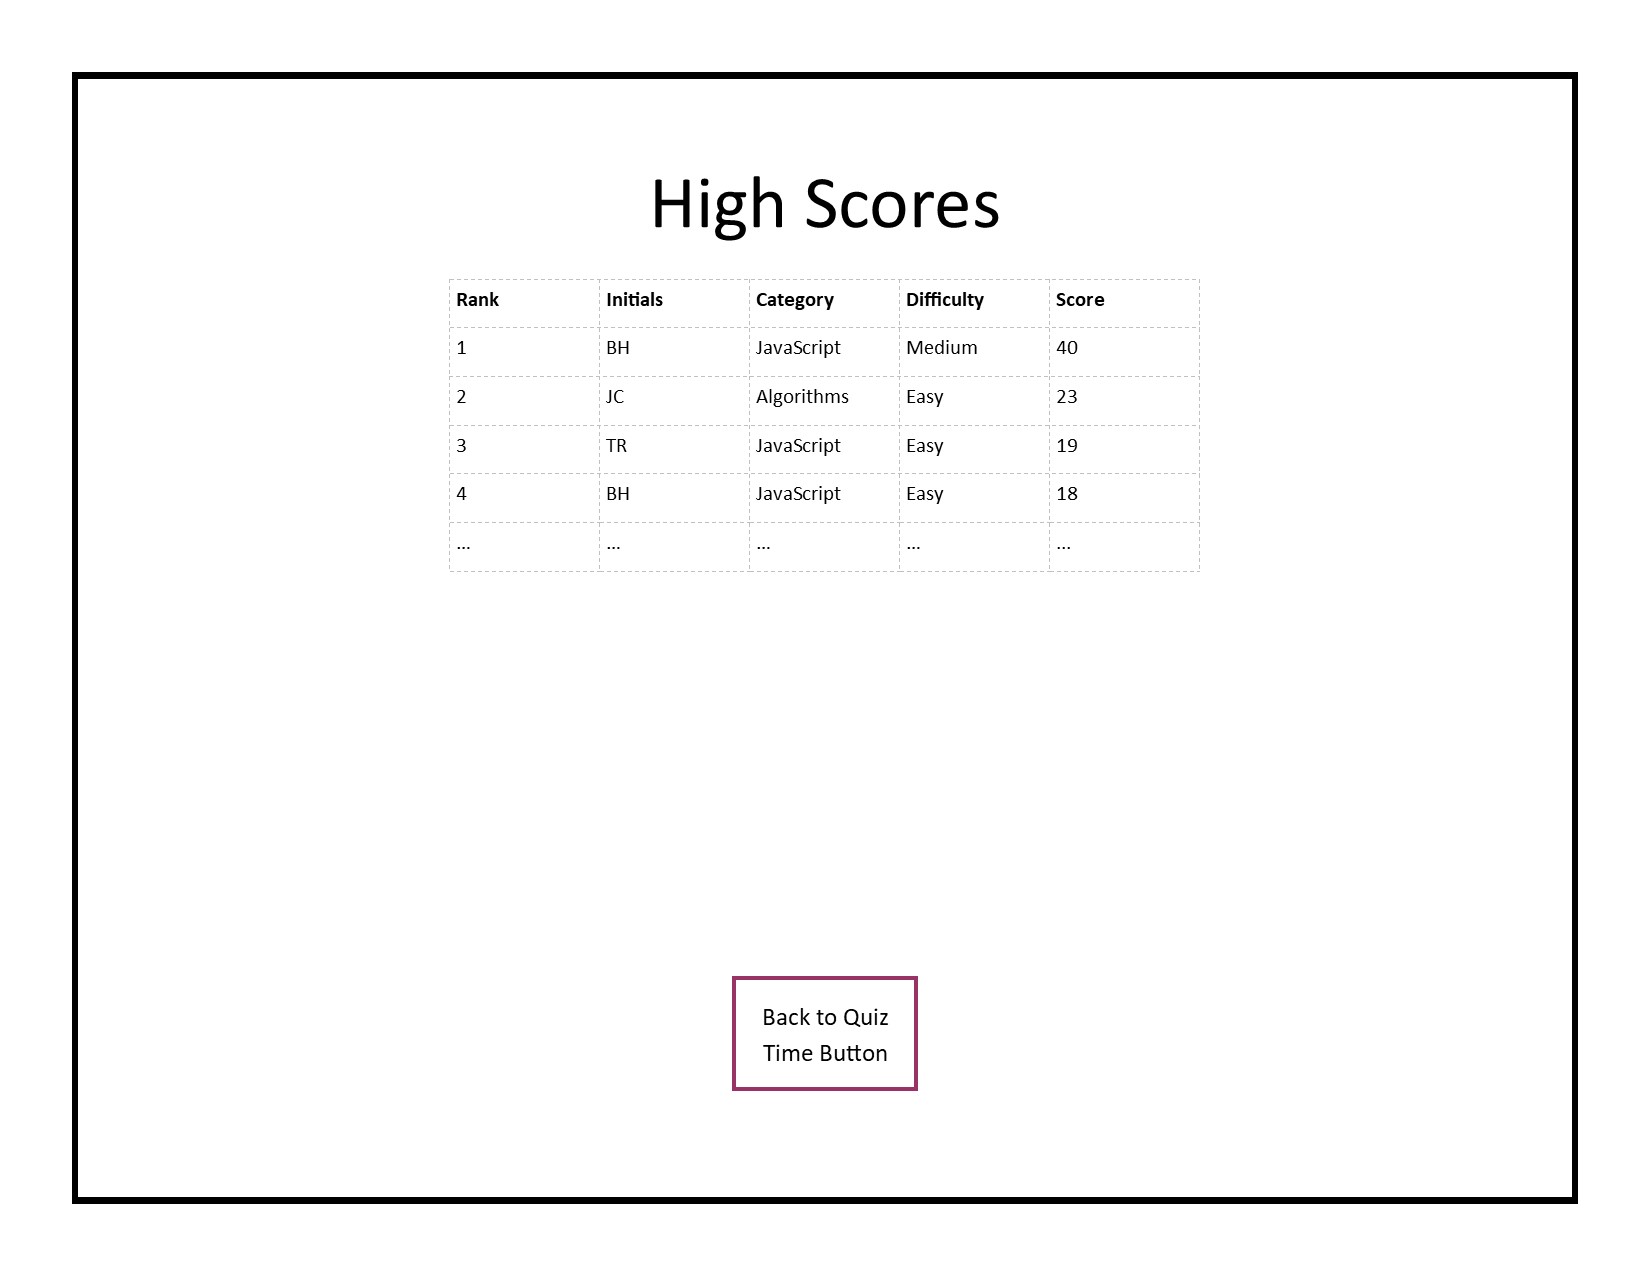 High Scores
Rank Initials Category Difficulty Score
1 BH JavaScript Medium 40
2 JC Algorithms Easy 23
3 TR JavaScript Easy 19
4 BH JavaScript Easy 18
... ... ... ... ...
Back to Quiz
Time Button